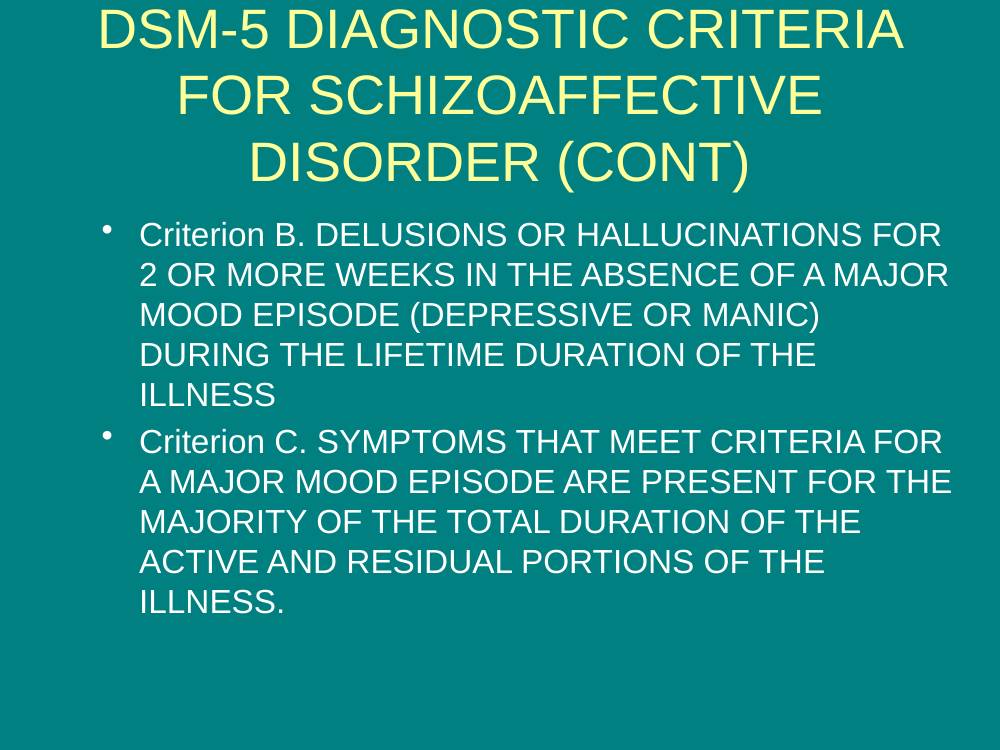 DSM-5 DIAGNOSTIC CRITERIA
FOR SCHIZOAFFECTIVE
DISORDER (CONT)
• Criterion B. DELUSIONS OR HALLUCINATIONS FOR
2 OR MORE WEEKS IN THE ABSENCE OF A MAJOR
MOOD EPISODE (DEPRESSIVE OR MANIC)
DURING THE LIFETIME DURATION OF THE
ILLNESS
• Criterion C. SYMPTOMS THAT MEET CRITERIA FOR
A MAJOR MOOD EPISODE ARE PRESENT FOR THE
MAJORITY OF THE TOTAL DURATION OF THE
ACTIVE AND RESIDUAL PORTIONS OF THE
ILLNESS.